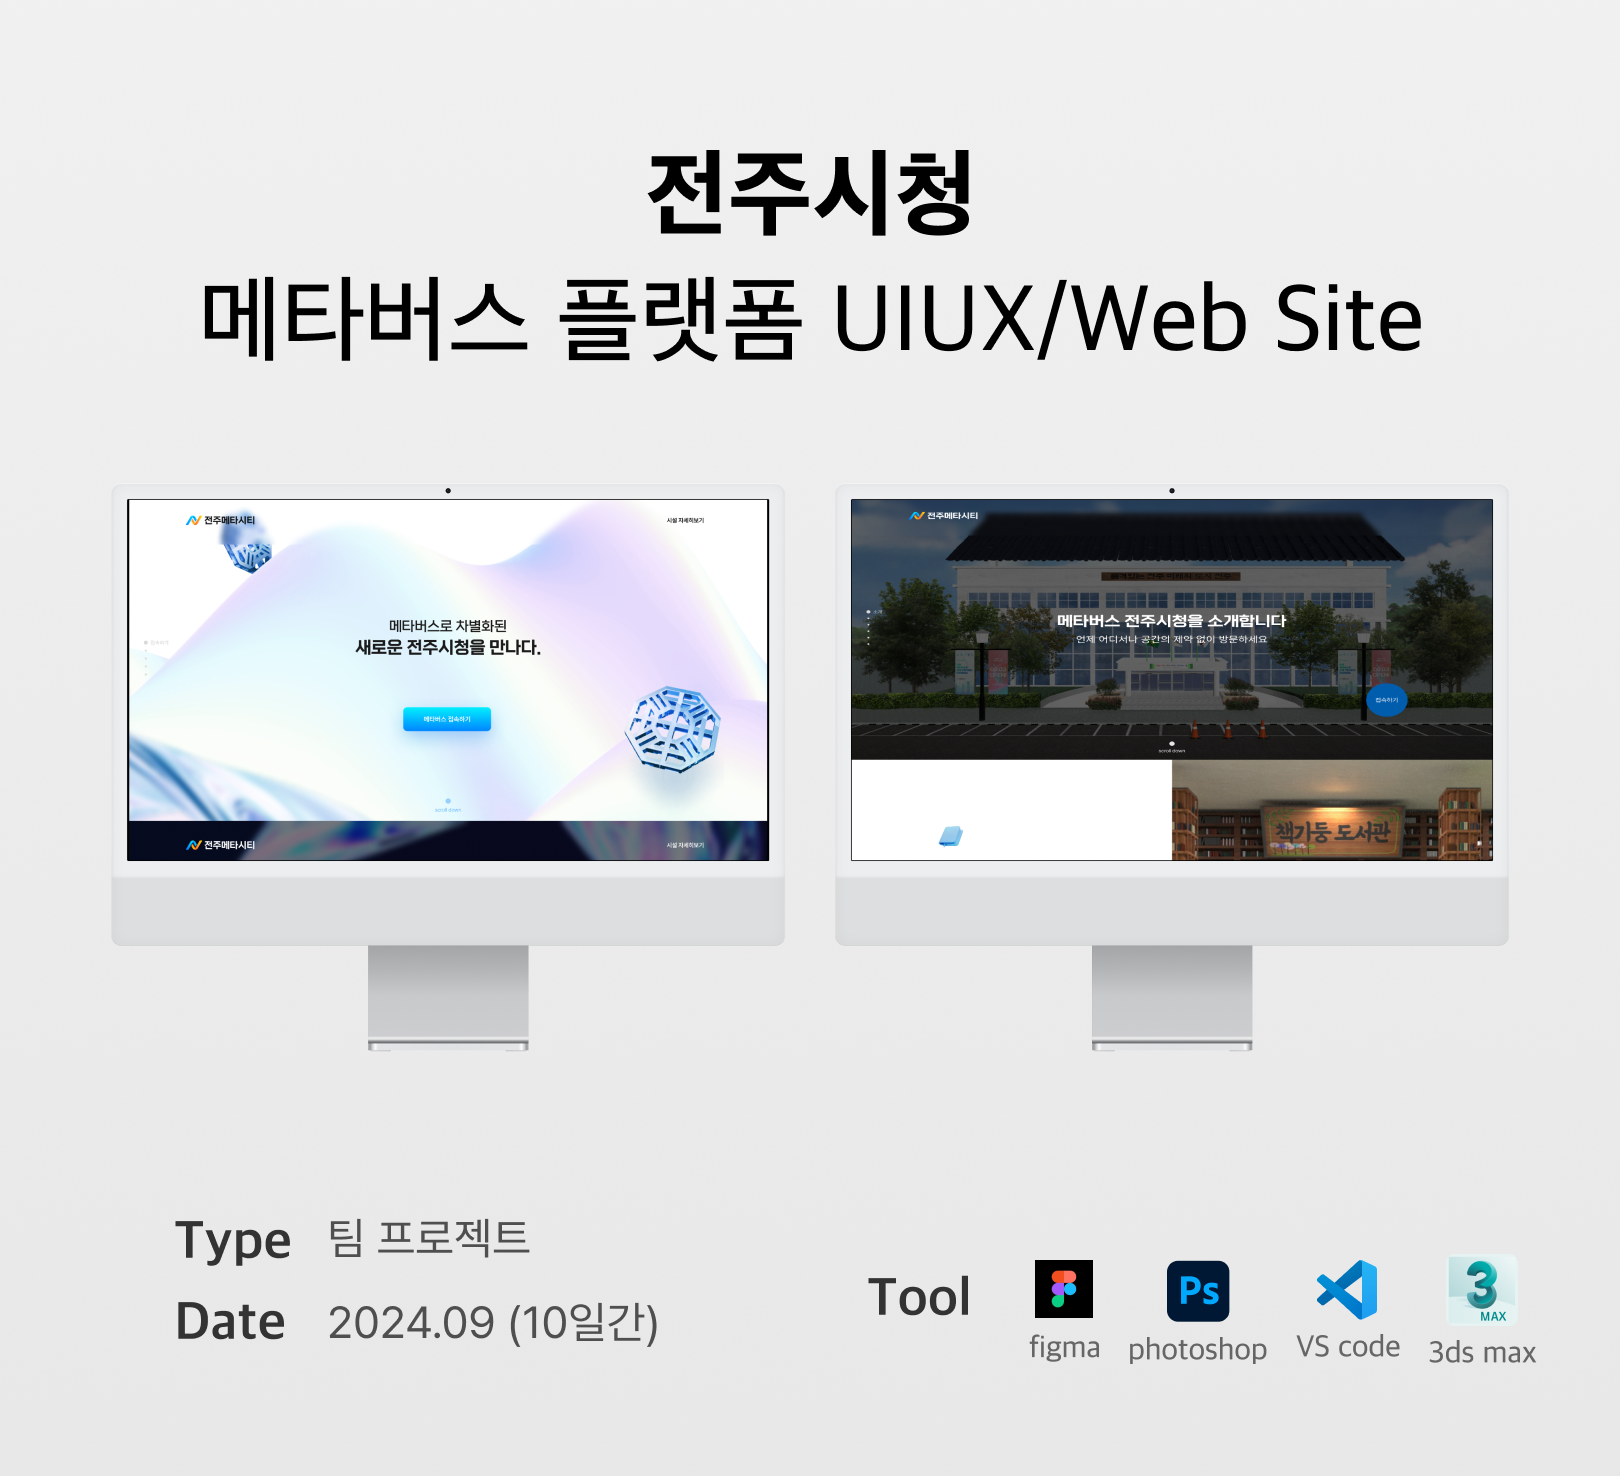 전주시청
메타버스 플랫폼 UIUX/Web Site
전주메타시티
시설 자세히보기
메타버스로 차별화된
새로운 전주시청을 만나다.
메타버스 접속하기
scroll down
전주메타시티
시설 자세히보기
전주메타시티
소개
메타버스 전주시청을 소개합니다
언제 어디서나 공간의 제약 없이 방문하세요
접속하기
scroll down
책기둥 도서관
Type 팀 프로젝트
Date 2024.09 (10일간)
Tool
Ps
3
MAX
figma
photoshop
VS code
3ds max